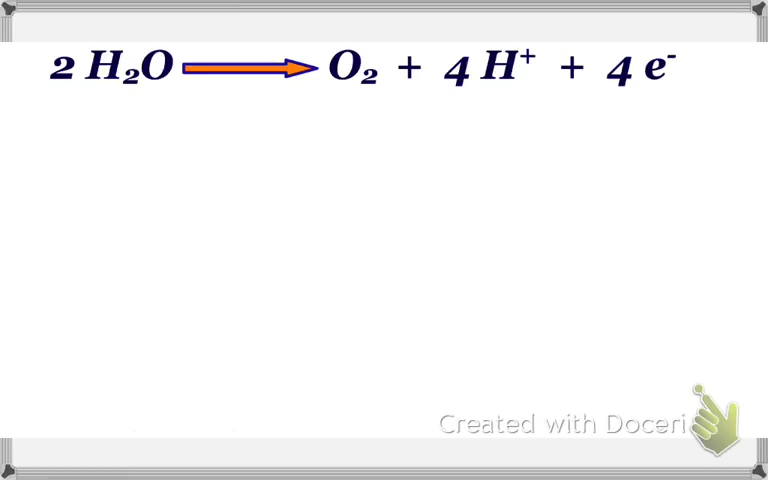 2 H₂O → O₂ + 4 H⁺ + 4 e⁻
Created with Doceri